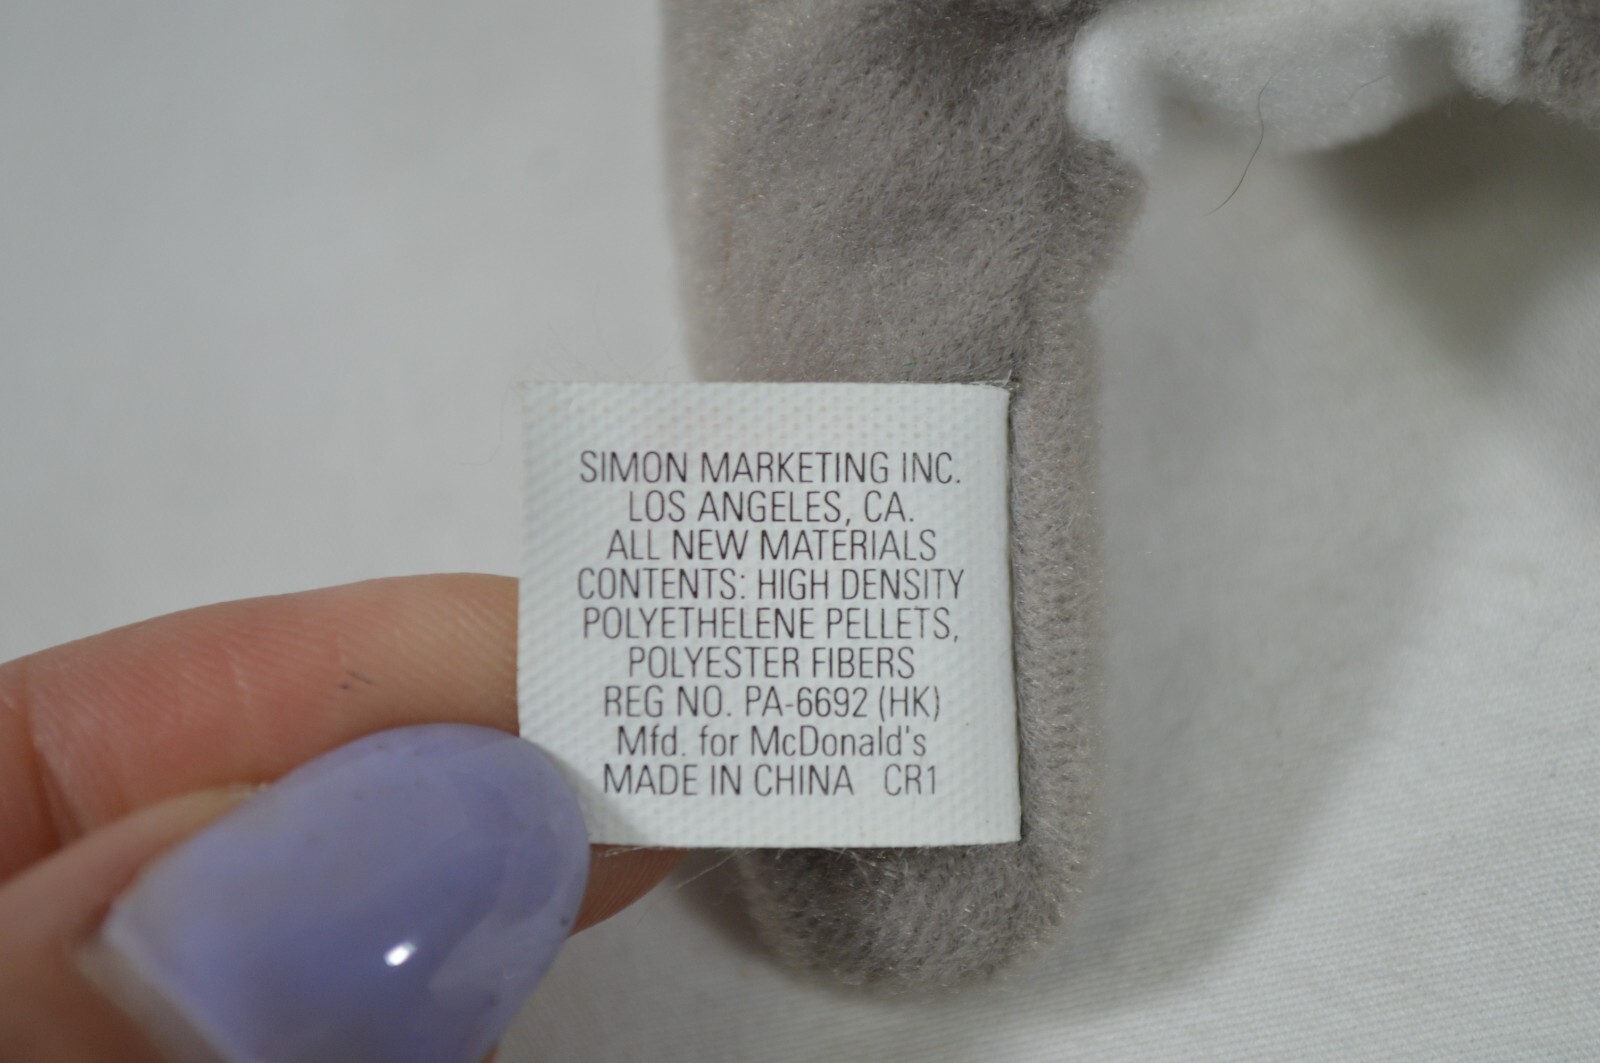 SIMON MARKETING INC.
LOS ANGELES, CA.
ALL NEW MATERIALS
CONTENTS: HIGH DENSITY
POLYETHELENE PELLETS,
POLYESTER FIBERS
REG NO. PA-6692 (HK)
Mfd. for McDonald's
MADE IN CHINA CR1